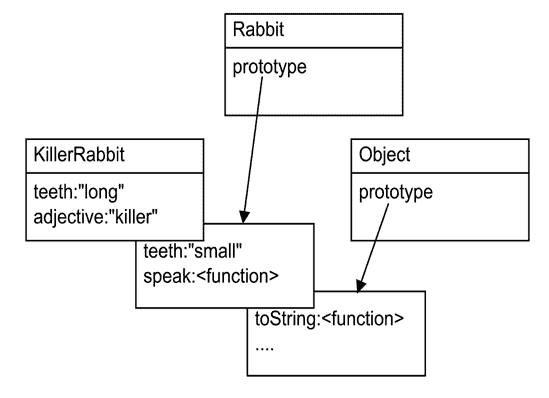 Rabbit
prototype
KillerRabbit
teeth:"long"
adjective:"killer"
Object
prototype
teeth:"small"
speak:<function>
toString:<function>
....